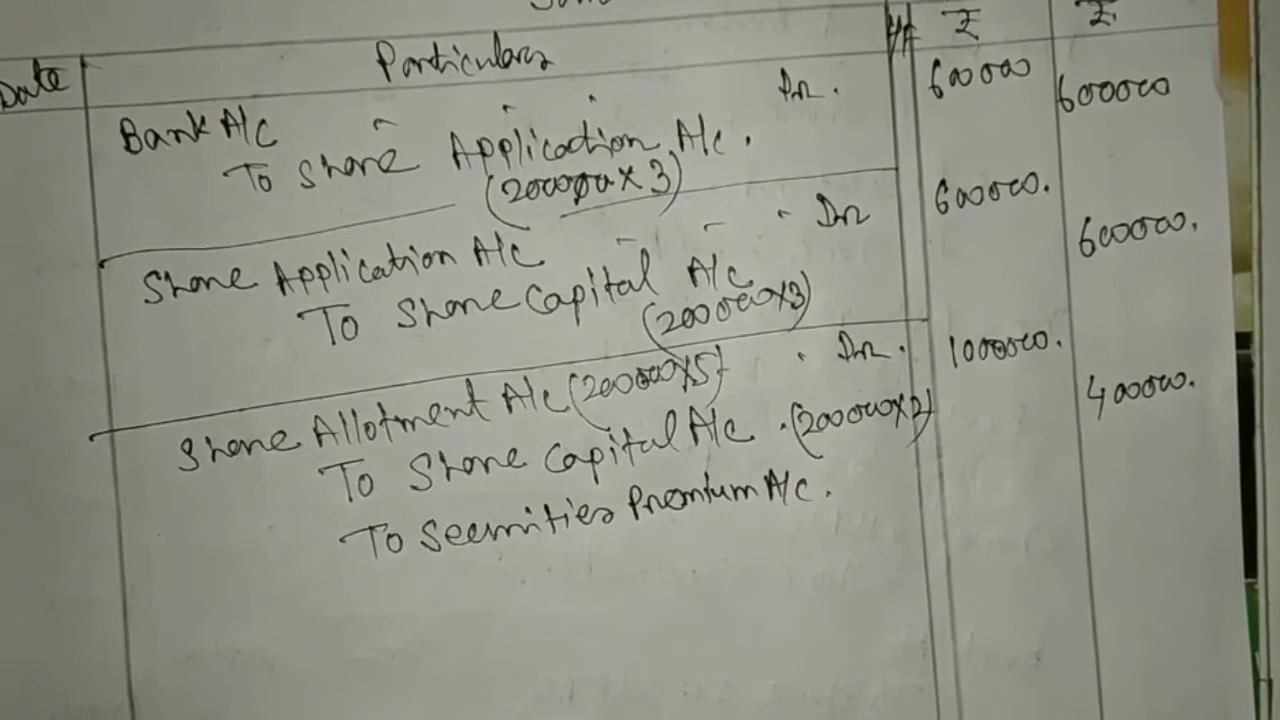 Date Particulars ₹ ₹
Bank A/c Dr. 600000
To Share Application A/c. 600000
(200000 × 3)
Share Application A/c Dr 600000.
To Share Capital A/c 600000.
(200000×3)
Share Allotment A/c (200000×5) Dr. 1000000.
To Share Capital A/c (200000×2) 400000.
To Securities Premium A/c.